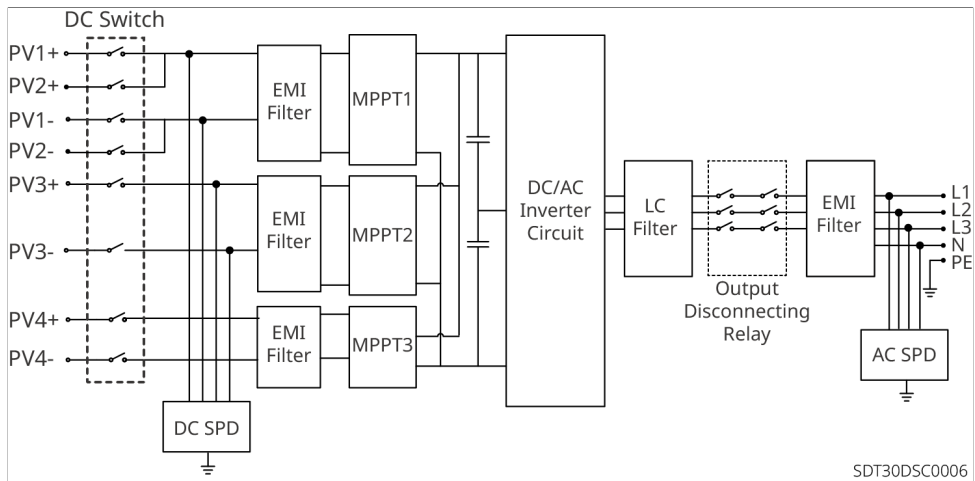 DC Switch
PV1+
PV2+
PV1-
PV2-
PV3+
PV3-
PV4+
PV4-
EMI
Filter
MPPT1
EMI
Filter
MPPT2
EMI
Filter
MPPT3
DC SPD
DC/AC
Inverter
Circuit
LC
Filter
Output
Disconnecting
Relay
EMI
Filter
L1
L2
L3
N
PE
AC SPD
SDT30DSC0006